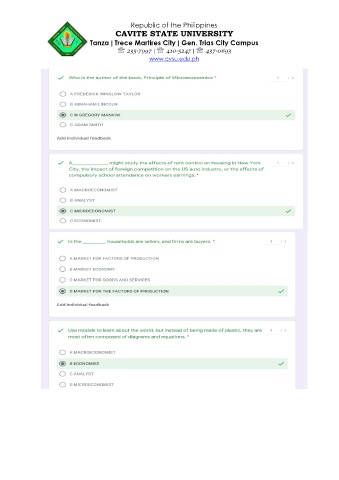 Republic of the Philippines
CAVITE STATE UNIVERSITY
Tanza | Trece Martires City | Gen. Trias City Campus
☏ 235-7997 | ☏ 410-5247 | ☏ 437-0693
www.cvsu.edu.ph
Who is the author of the book, Principle of Microeconomics *
A FREDERICK WINSLOW TAYLOR
B ABRAHAM LINCOLN
C N GREGORY MANKIW
D ADAM SMITH
Add individual feedback
A____________ might study the effects of rent control on housing in New York
City, the impact of foreign competition on the US auto industry, or the effects of
compulsory school attendance on workers earnings. *
A MACROECONOMIST
B ANALYST
C MICROECONOMIST
D ECONOMIST
In the ________, households are sellers, and firms are buyers. *
A MARKET FOR FACTORS OF PRODUCTION
B MARKET ECONOMY
C MARKET FOR GOODS AND SERVICES
D MARKET FOR THE FACTORS OF PRODUCTION
Add individual feedback
Use models to learn about the world, but instead of being made of plastic, they are
most often composed of diagrams and equations. *
A MACROECONOMIST
B ECONOMIST
C ANALYST
D MICROECONOMIST